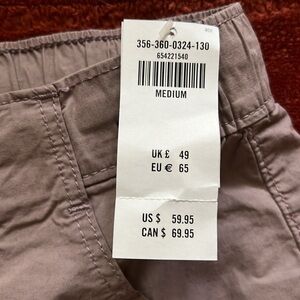 356-360-0324-130
654221540
MEDIUM
UK £ 49
EU € 65
US $ 59.95
CAN $ 69.95